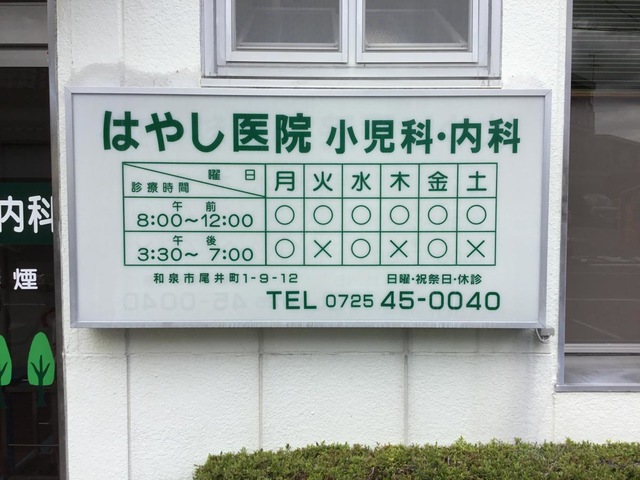 はやし医院 小児科・内科
曜 日
診療時間 月 火 水 木 金 土
午 前
8:00～12:00 ○ ○ ○ ○ ○ ○
午 後
3:30～ 7:00 ○ × ○ × ○ ×
和泉市尾井町1-9-12 日曜・祝祭日・休診
TEL 0725 45-0040
内科
煙